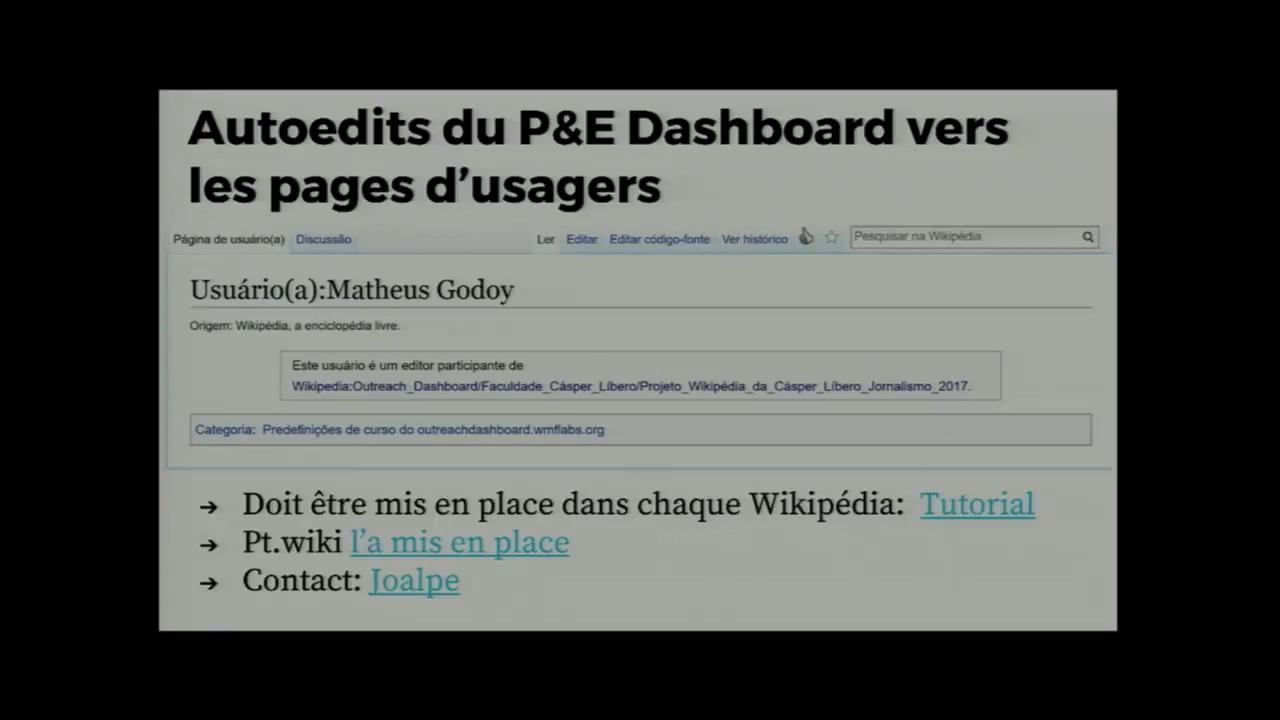 Autoedits du P&E Dashboard vers
les pages d’usagers
Página de usuário(a) Discussão Ler Editar Editar código-fonte Ver histórico Pesquisar na Wikipédia
Usuário(a):Matheus Godoy
Origem: Wikipédia, a enciclopédia livre.
Este usuário é um editor participante de
Wikipedia:Outreach_Dashboard/Faculdade_Cásper_Líbero/Projeto_Wikipédia_da_Cásper_Líbero_Jornalismo_2017.
Categoria: Predefinições de curso do outreachdashboard.wmflabs.org
➔ Doit être mis en place dans chaque Wikipédia: Tutorial
➔ Pt.wiki l’a mis en place
➔ Contact: Joalpe